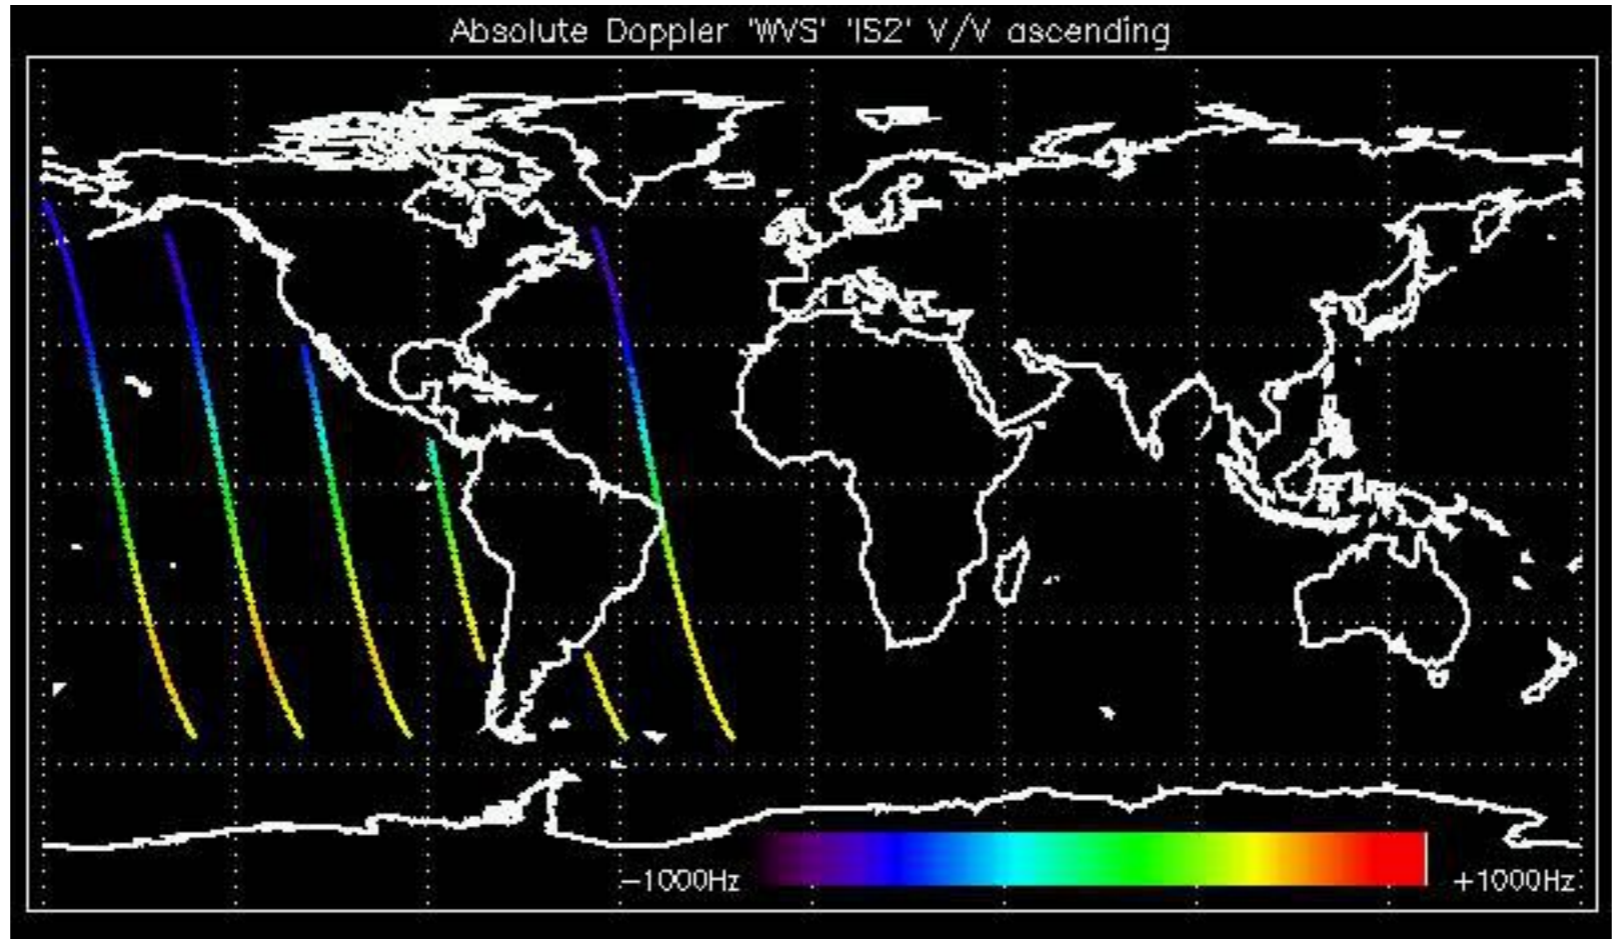 Absolute Doppler 'WVS' 'IS2' V/V ascending
−1000Hz
+1000Hz